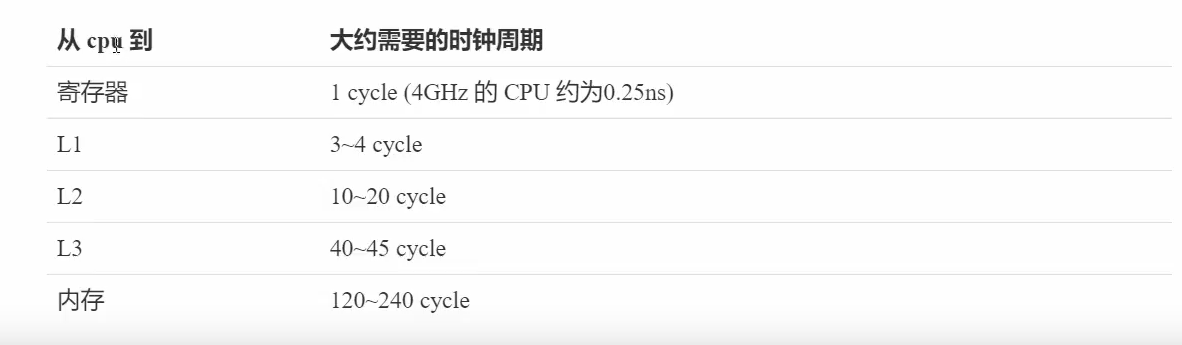 从 cpu 到 大约需要的时钟周期
寄存器 1 cycle (4GHz 的 CPU 约为0.25ns)
L1 3~4 cycle
L2 10~20 cycle
L3 40~45 cycle
内存 120~240 cycle